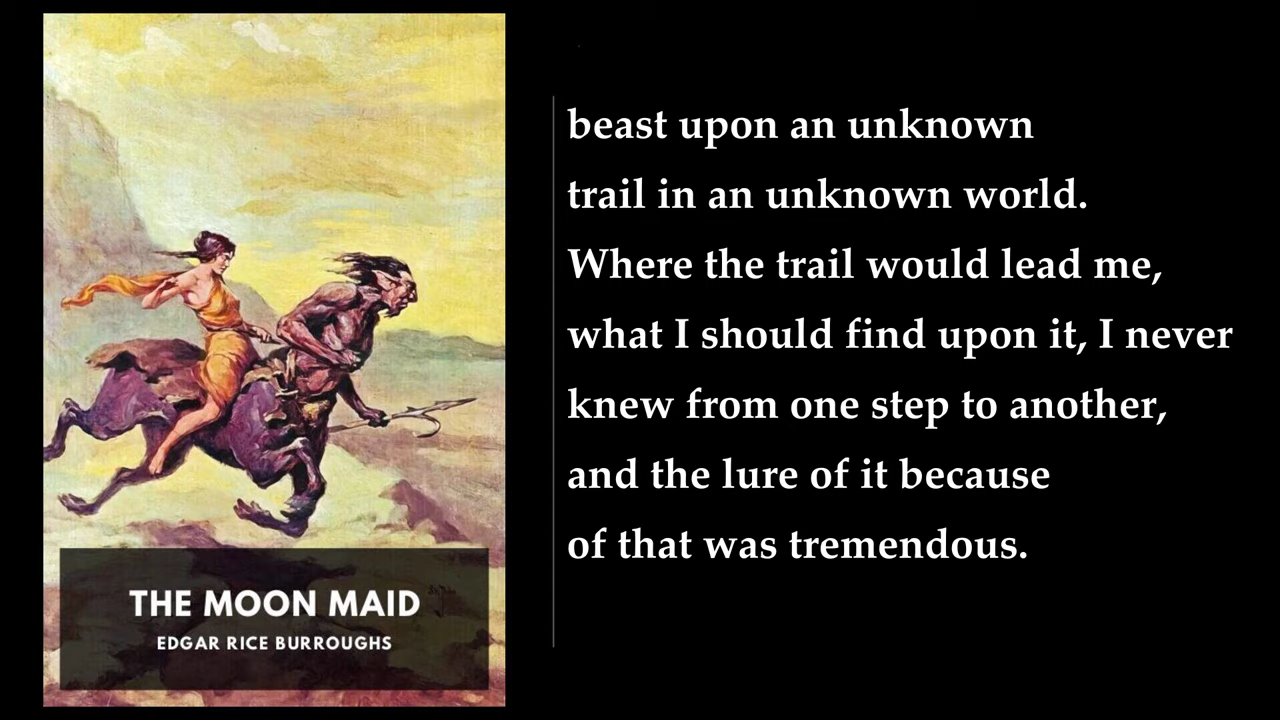 THE MOON MAID
EDGAR RICE BURROUGHS
beast upon an unknown
trail in an unknown world.
Where the trail would lead me,
what I should find upon it, I never
knew from one step to another,
and the lure of it because
of that was tremendous.